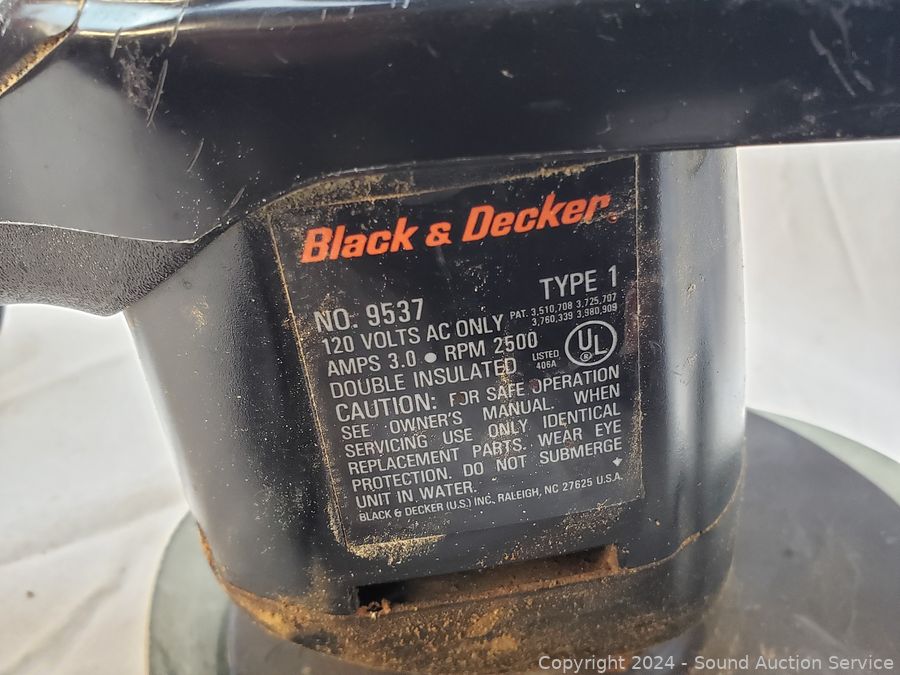 Black & Decker®
TYPE 1
NO. 9537
PAT. 3,510,708 3,725,707
3,760,339 3,980,909
120 VOLTS AC ONLY
AMPS 3.0 ● RPM 2500
LISTED
406A
UL
®
DOUBLE INSULATED
CAUTION: FOR SAFE OPERATION
SEE OWNER'S MANUAL. WHEN
SERVICING USE ONLY IDENTICAL
REPLACEMENT PARTS. WEAR EYE
PROTECTION. DO NOT SUBMERGE
UNIT IN WATER.
BLACK & DECKER (U.S.) INC. RALEIGH, NC 27625 U.S.A.
Copyright © 2024 - Sound Auction Service